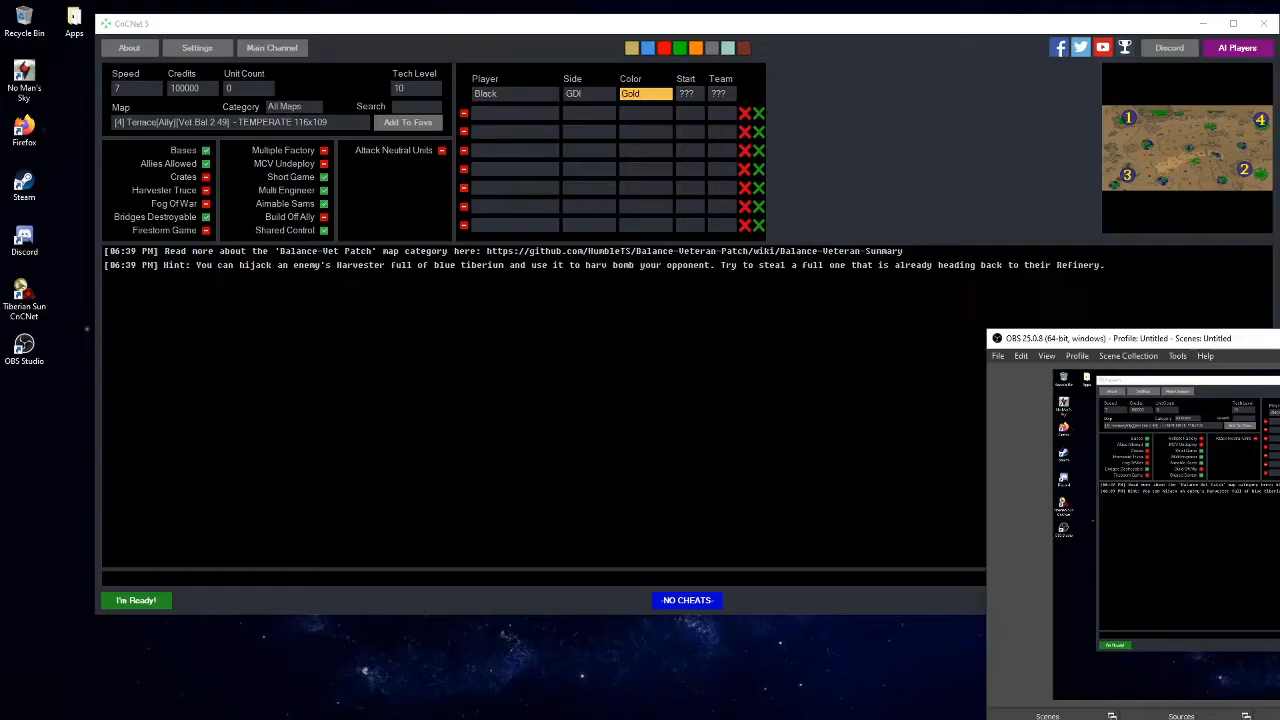 Recycle Bin
Apps
No Man's
Sky
Firefox
Steam
Discord
Tiberian Sun
CnCNet
OBS Studio
CnCNet 5
About
Settings
Main Channel
Discord
AI Players
Speed
Credits
Unit Count
Tech Level
7
100000
0
10
Map
Category
All Maps
Search
[4] Terrace[Ally][Vet.Bal.2.49] - TEMPERATE 116x109
Add To Favs
Bases
Allies Allowed
Crates
Harvester Truce
Fog Of War
Bridges Destroyable
Firestorm Game
Multiple Factory
MCV Undeploy
Short Game
Multi Engineer
Aimable Sams
Build Off Ally
Shared Control
Attack Neutral Units
Player
Side
Color
Start
Team
Black
GDI
Gold
???
???
1
4
3
2
[06:39 PM] Read more about the 'Balance-Vet Patch' map category here: https://github.com/HumbleTS/Balance-Veteran-Patch/wiki/Balance-Veteran-Summary
[06:39 PM] Hint: You can hijack an enemy's Harvester full of blue tiberium and use it to harv bomb your opponent. Try to steal a full one that is already heading back to their Refinery.
I'm Ready!
-NO CHEATS-
OBS 25.0.8 (64-bit, windows) - Profile: Untitled - Scenes: Untitled
File
Edit
View
Profile
Scene Collection
Tools
Help
Scenes
Sources